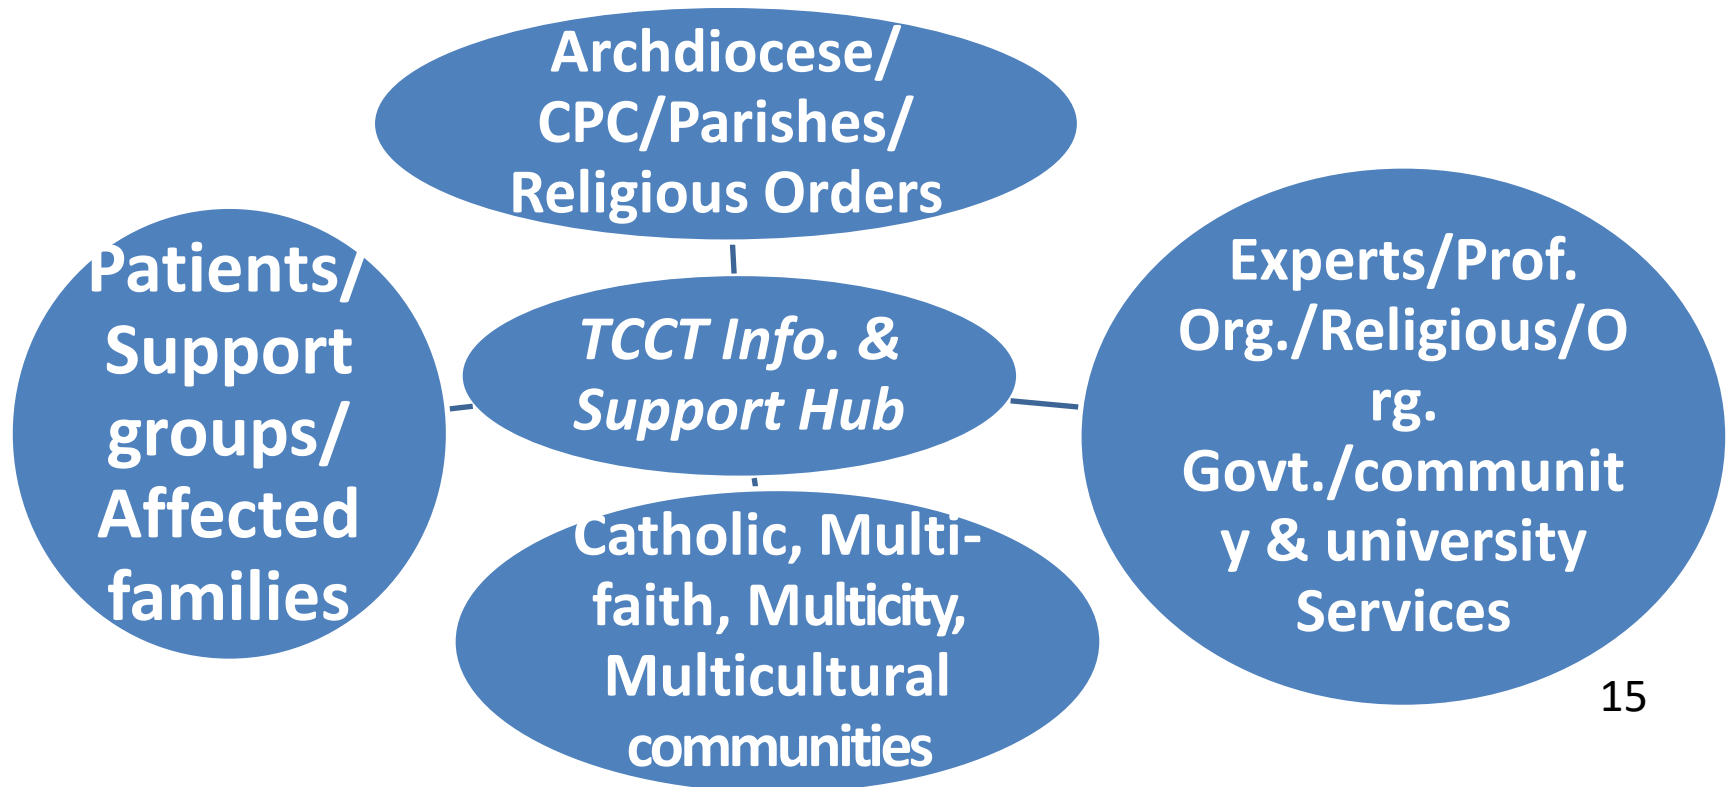 Archdiocese/
CPC/Parishes/
Religious Orders
Patients/
Support
groups/
Affected
families
TCCT Info. &
Support Hub
Experts/Prof.
Org./Religious/O
rg.
Govt./communit
y & university
Services
Catholic, Multi-
faith, Multicity,
Multicultural
communities
15